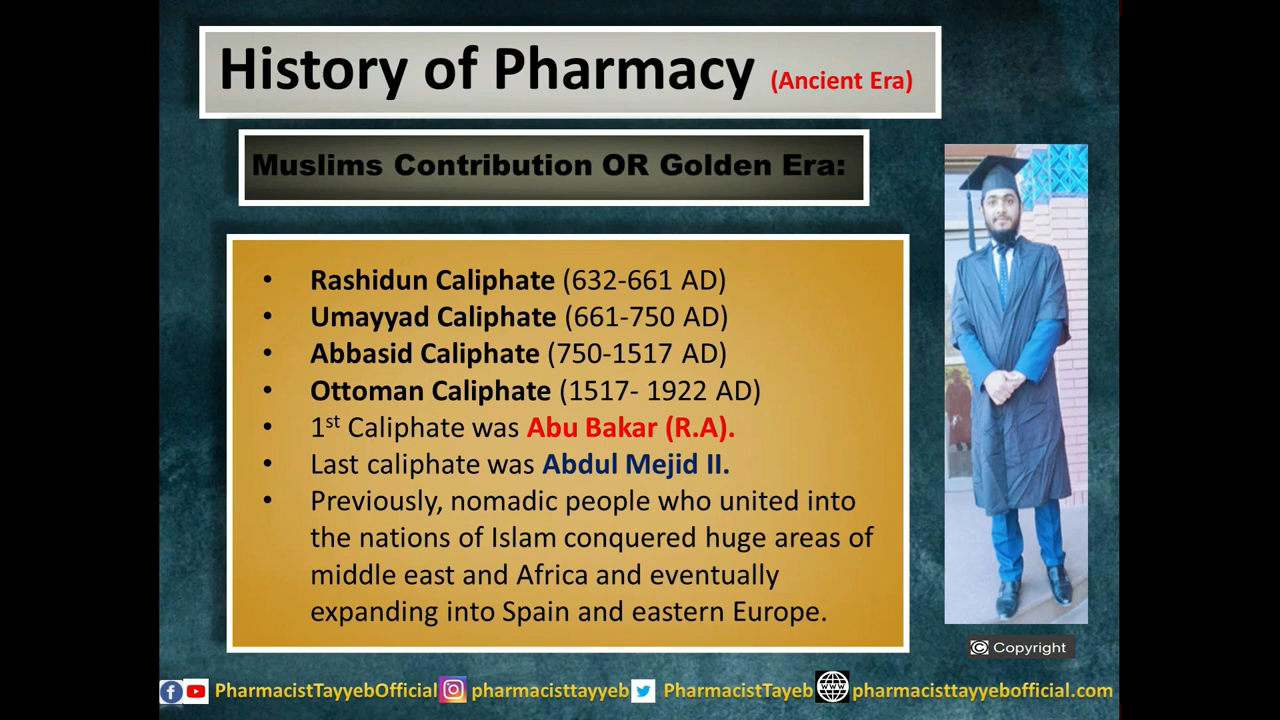 History of Pharmacy (Ancient Era)
Muslims Contribution OR Golden Era:
• Rashidun Caliphate (632-661 AD)
• Umayyad Caliphate (661-750 AD)
• Abbasid Caliphate (750-1517 AD)
• Ottoman Caliphate (1517- 1922 AD)
• 1st Caliphate was Abu Bakar (R.A).
• Last caliphate was Abdul Mejid II.
• Previously, nomadic people who united into
the nations of Islam conquered huge areas of
middle east and Africa and eventually
expanding into Spain and eastern Europe.
© Copyright
PharmacistTayyebOfficial pharmacisttayyeb PharmacistTayeb WWW pharmacisttayyebofficial.com